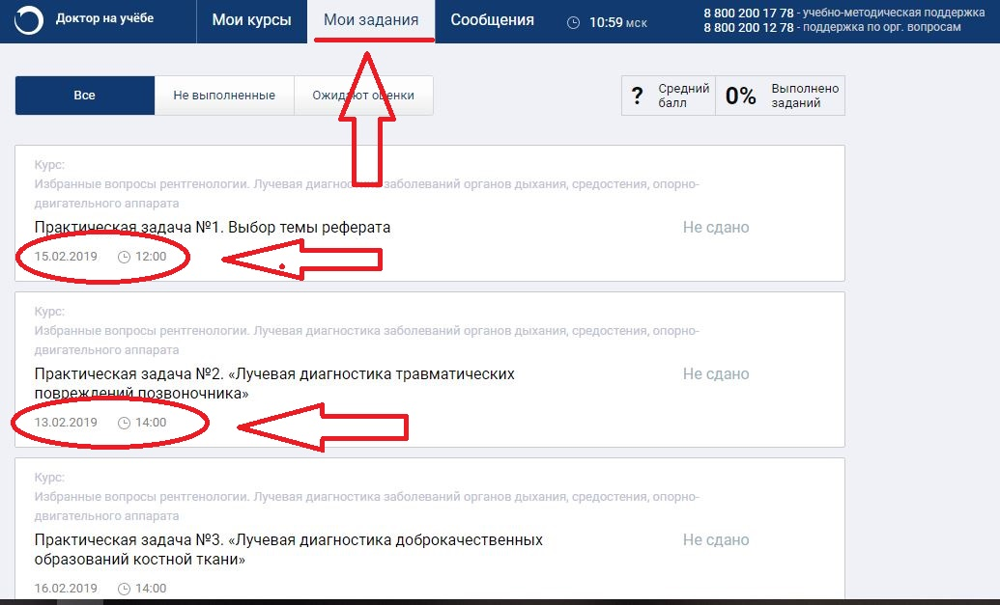 Доктор на учёбе
Мои курсы
Мои задания
Сообщения
10:59 мск
8 800 200 17 78 - учебно-методическая поддержка
8 800 200 12 78 - поддержка по орг. вопросам
Все
Не выполненные
Ожидают оценки
? Средний балл
0% Выполнено заданий
Курс:
Избранные вопросы рентгенологии. Лучевая диагностика заболеваний органов дыхания, средостения, опорно-
двигательного аппарата
Практическая задача №1. Выбор темы реферата
Не сдано
15.02.2019 12:00
Курс:
Избранные вопросы рентгенологии. Лучевая диагностика заболеваний органов дыхания, средостения, опорно-
двигательного аппарата
Практическая задача №2. «Лучевая диагностика травматических
повреждений позвоночника»
Не сдано
13.02.2019 14:00
Курс:
Избранные вопросы рентгенологии. Лучевая диагностика заболеваний органов дыхания, средостения, опорно-
двигательного аппарата
Практическая задача №3. «Лучевая диагностика доброкачественных
образований костной ткани»
Не сдано
16.02.2019 14:00